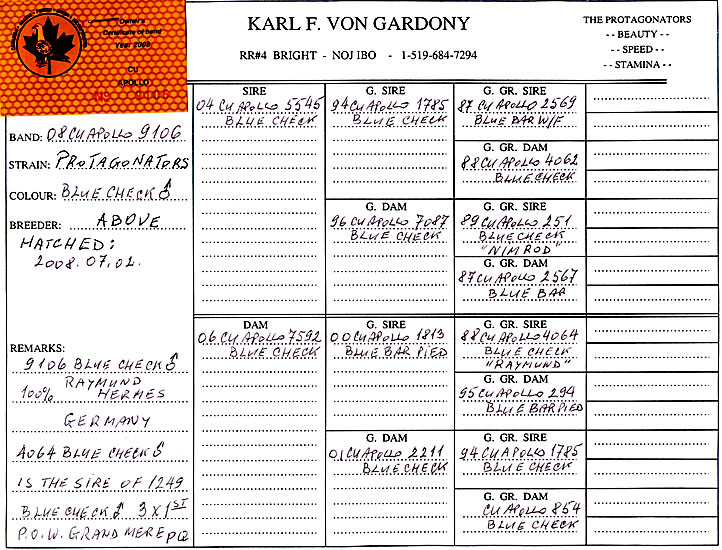 Owner's
Certificate of band
Year 2008
CU
APOLLO
No
KARL F. VON GARDONY
RR#4 BRIGHT - NOJ IBO - 1-519-684-7294
THE PROTAGONATORS
- - BEAUTY - -
- - SPEED - -
- - STAMINA - -
BAND: 08 CU APOLLO 9106
STRAIN: PROTAGONATORS
COLOUR: BLUE CHECK ♂
BREEDER: ABOVE
HATCHED:
2008.07.02.
REMARKS:
9106 BLUE CHECK ♂
RAYMUND
100% HERMES
GERMANY
4064 BLUE CHECK ♂
IS THE SIRE OF 1249
BLUE CHECK ♂ 3 X 1ST
P.O.W. GRAND MERE PQ
SIRE
04 CU APOLLO 5545
BLUE CHECK
DAM
06 CU APOLLO 7592
BLUE CHECK
G. SIRE
94 CU APOLLO 1785
BLUE CHECK
G. DAM
96 CU APOLLO 7087
BLUE CHECK
G. SIRE
00 CU APOLLO 1813
BLUE BAR PIED
G. DAM
01 CU APOLLO 2211
BLUE CHECK
G. GR. SIRE
87 CU APOLLO 2569
BLUE BAR W/F
G. GR. DAM
88 CU APOLLO 4062
BLUE CHECK
G. GR. SIRE
89 CU APOLLO 251
BLUE CHECK
"NIMROD"
G. GR. DAM
87 CU APOLLO 2567
BLUE BAR
G. GR. SIRE
88 CU APOLLO 4064
BLUE CHECK
"RAYMUND"
G. GR. DAM
95 CU APOLLO 294
BLUE BAR PIED
G. GR. SIRE
94 CU APOLLO 1785
BLUE CHECK
G. GR. DAM
CU APOLLO 854
BLUE CHECK